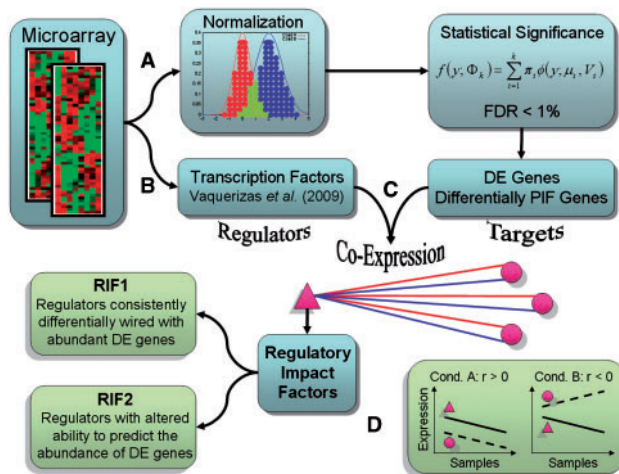 Microarray
A
B
Normalization
Statistical Significance
f(y;Φk)=∑πiϕ(y;μi,Vi)
k
i=1
FDR < 1%
Transcription Factors
Vaquerizas et al. (2009)
Regulators
C
DE Genes
Differentially PIF Genes
Targets
Co-Expression
RIF1
Regulators consistently
differentially wired with
abundant DE genes
RIF2
Regulators with altered
ability to predict the
abundance of DE genes
Regulatory
Impact
Factors
D
Cond. A: r > 0
Cond. B: r < 0
Expression
Samples
Samples